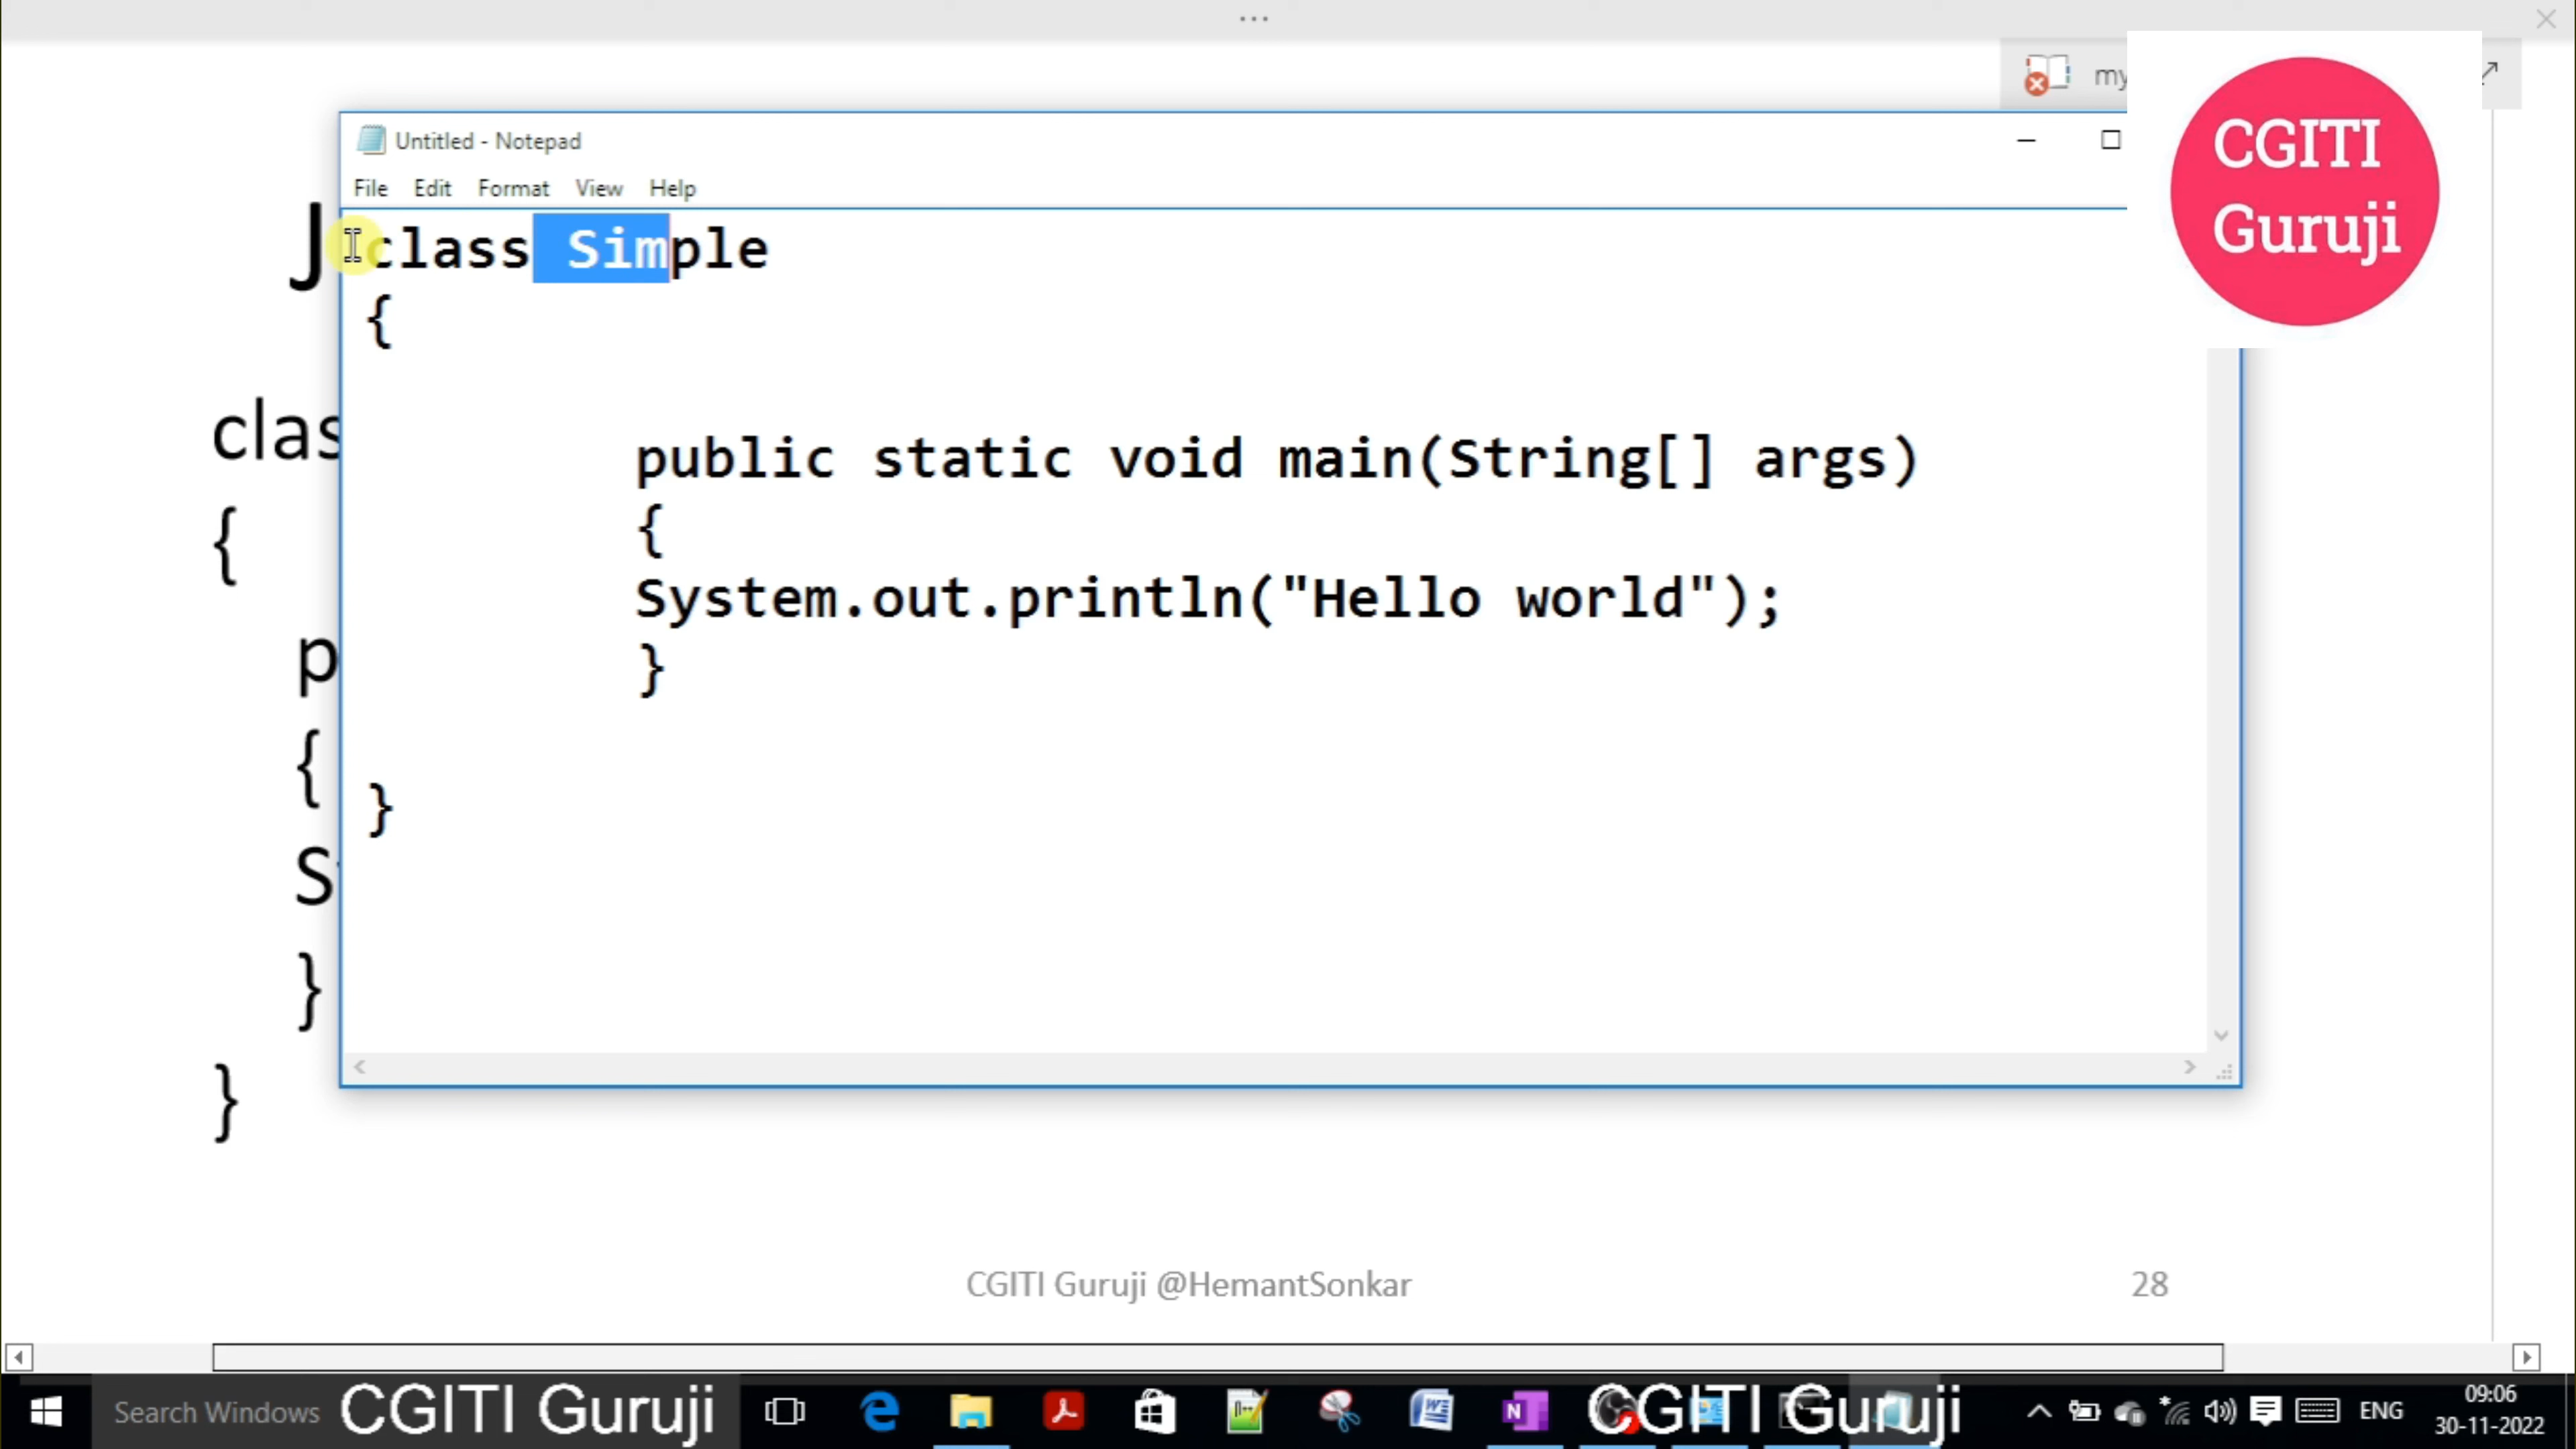 my
CGITI
Guruji
Untitled - Notepad
File Edit Format View Help
J
class Simple
{
public static void main(String[] args)
{
System.out.println("Hello world");
}
}
clas
{
p
{
S
}
}
CGITI Guruji @HemantSonkar
28
Search Windows
CGITI Guruji
CGITI Guruji
ENG
09:06
30-11-2022